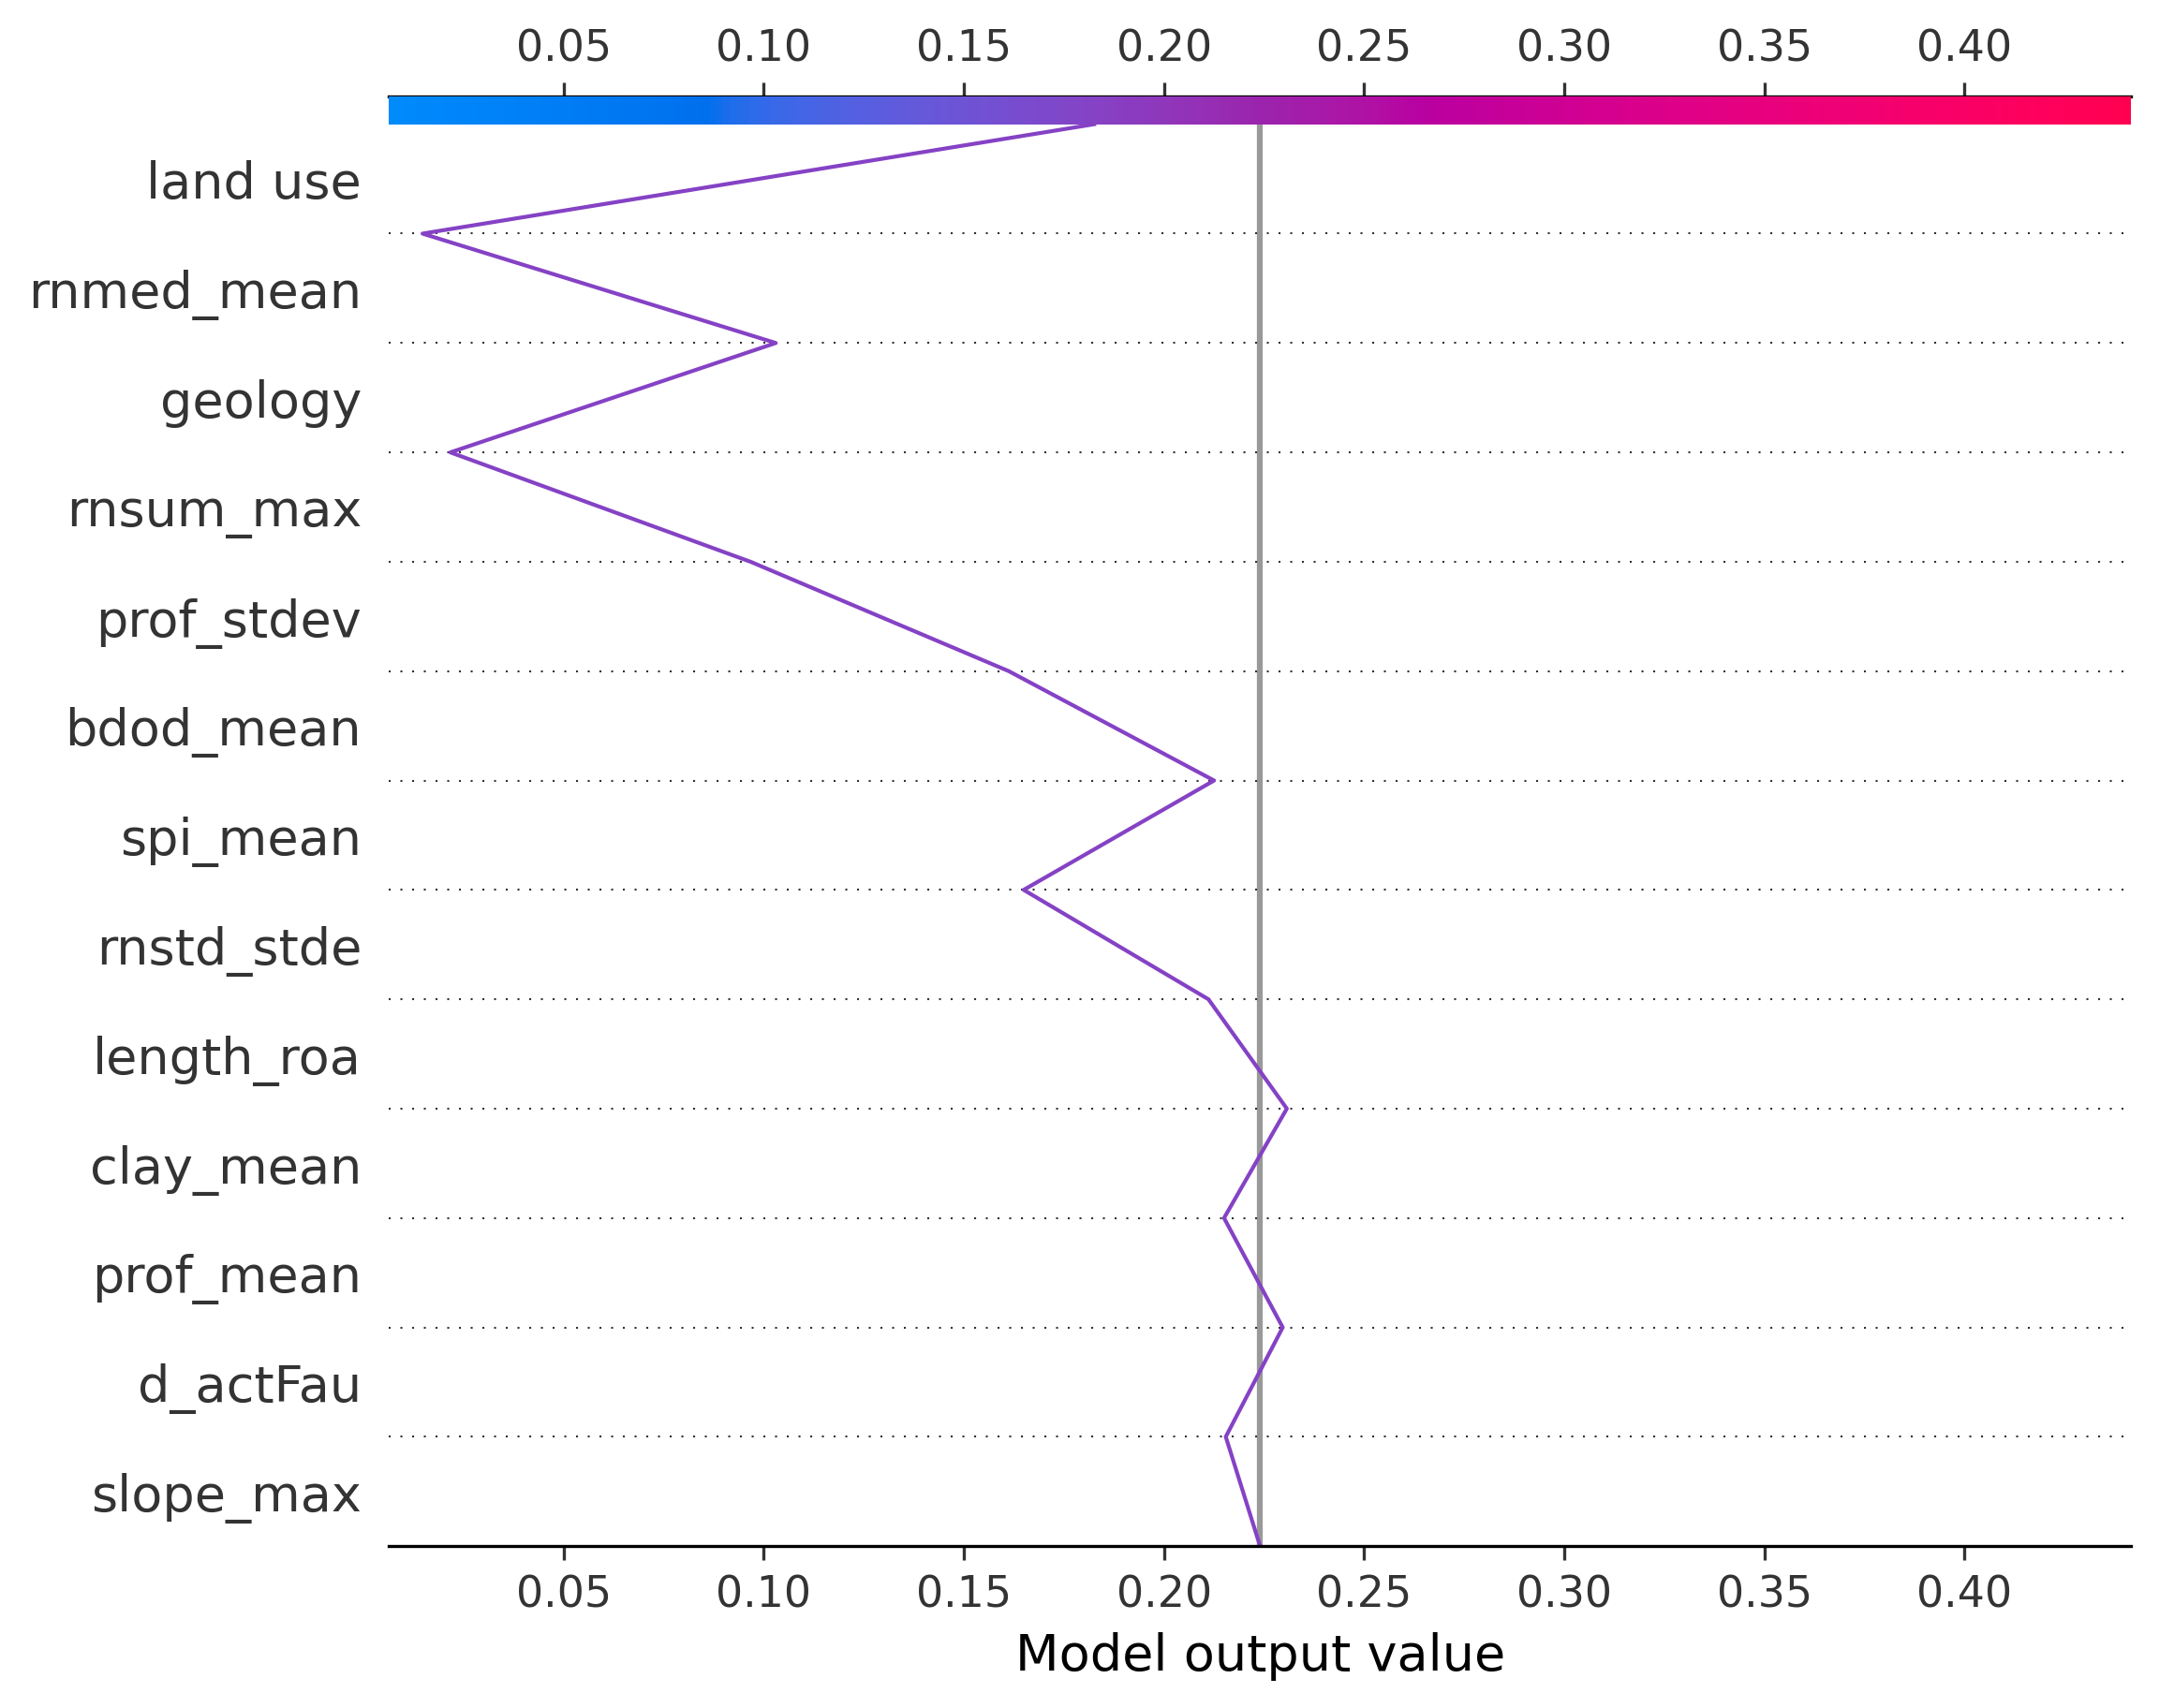 0.05 0.10 0.15 0.20 0.25 0.30 0.35 0.40
land use
rnmed_mean
geology
rnsum_max
prof_stdev
bdod_mean
spi_mean
rnstd_stde
length_roa
clay_mean
prof_mean
d_actFau
slope_max
0.05 0.10 0.15 0.20 0.25 0.30 0.35 0.40
Model output value